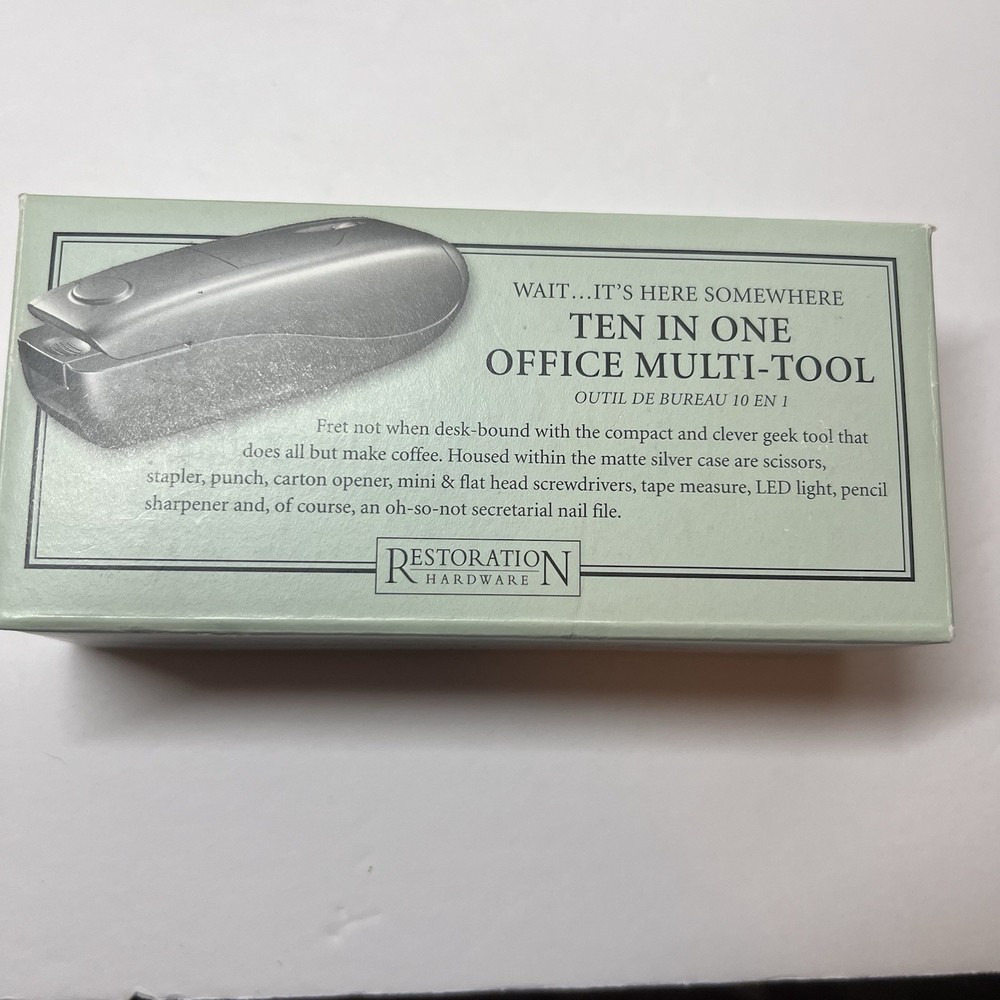 WAIT...IT'S HERE SOMEWHERE
TEN IN ONE
OFFICE MULTI-TOOL
OUTIL DE BUREAU 10 EN 1
Fret not when desk-bound with the compact and clever geek tool that
does all but make coffee. Housed within the matte silver case are scissors,
stapler, punch, carton opener, mini & flat head screwdrivers, tape measure, LED light, pencil
sharpener and, of course, an oh-so-not secretarial nail file.
RESTORATION
HARDWARE